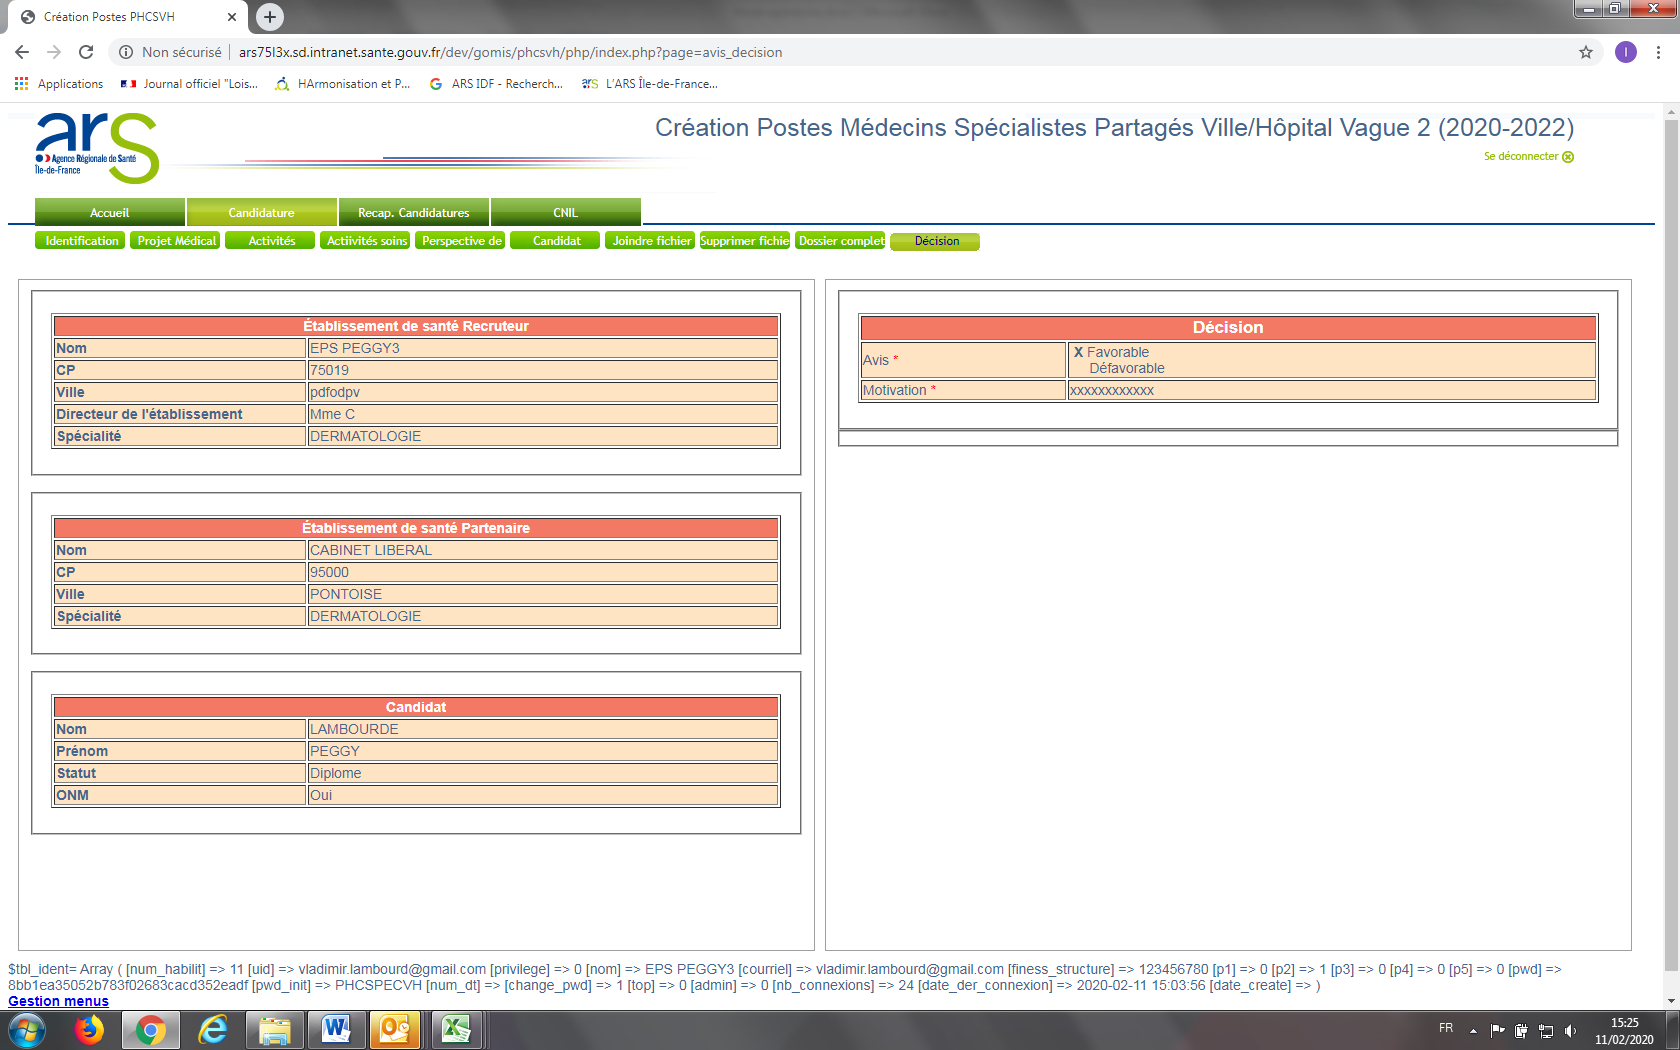 Création Postes PHCSVH
Non sécurisé | ars75l3x.sd.intranet.sante.gouv.fr/dev/gomis/phcsvh/php/index.php?page=avis_decision
Applications Journal officiel "Lois... HArmonisation et P... ARS IDF - Recherch... L'ARS Île-de-France...
ars
Agence Régionale de Santé
Île-de-France
Création Postes Médecins Spécialistes Partagés Ville/Hôpital Vague 2 (2020-2022)
Se déconnecter
Accueil Candidature Recap. Candidatures CNIL
Identification Projet Médical Activités Actiivités soins Perspective de Candidat Joindre fichier Supprimer fichie Dossier complet Décision
Établissement de santé Recruteur
Nom EPS PEGGY3
CP 75019
Ville pdfodpv
Directeur de l'établissement Mme C
Spécialité DERMATOLOGIE
Établissement de santé Partenaire
Nom CABINET LIBERAL
CP 95000
Ville PONTOISE
Spécialité DERMATOLOGIE
Candidat
Nom LAMBOURDE
Prénom PEGGY
Statut Diplome
ONM Oui
Décision
Avis * X Favorable
Défavorable
Motivation * xxxxxxxxxxxx
$tbl_ident= Array ( [num_habilit] => 11 [uid] => vladimir.lambourd@gmail.com [privilege] => 0 [nom] => EPS PEGGY3 [courriel] => vladimir.lambourd@gmail.com [finess_structure] => 123456780 [p1] => 0 [p2] => 1 [p3] => 0 [p4] => 0 [p5] => 0 [pwd] =>
8bb1ea35052b783f02683cacd352eadf [pwd_init] => PHCSPECVH [num_dt] => [change_pwd] => 1 [top] => 0 [admin] => 0 [nb_connexions] => 24 [date_der_connexion] => 2020-02-11 15:03:56 [date_create] => )
Gestion menus
FR
15:25
11/02/2020